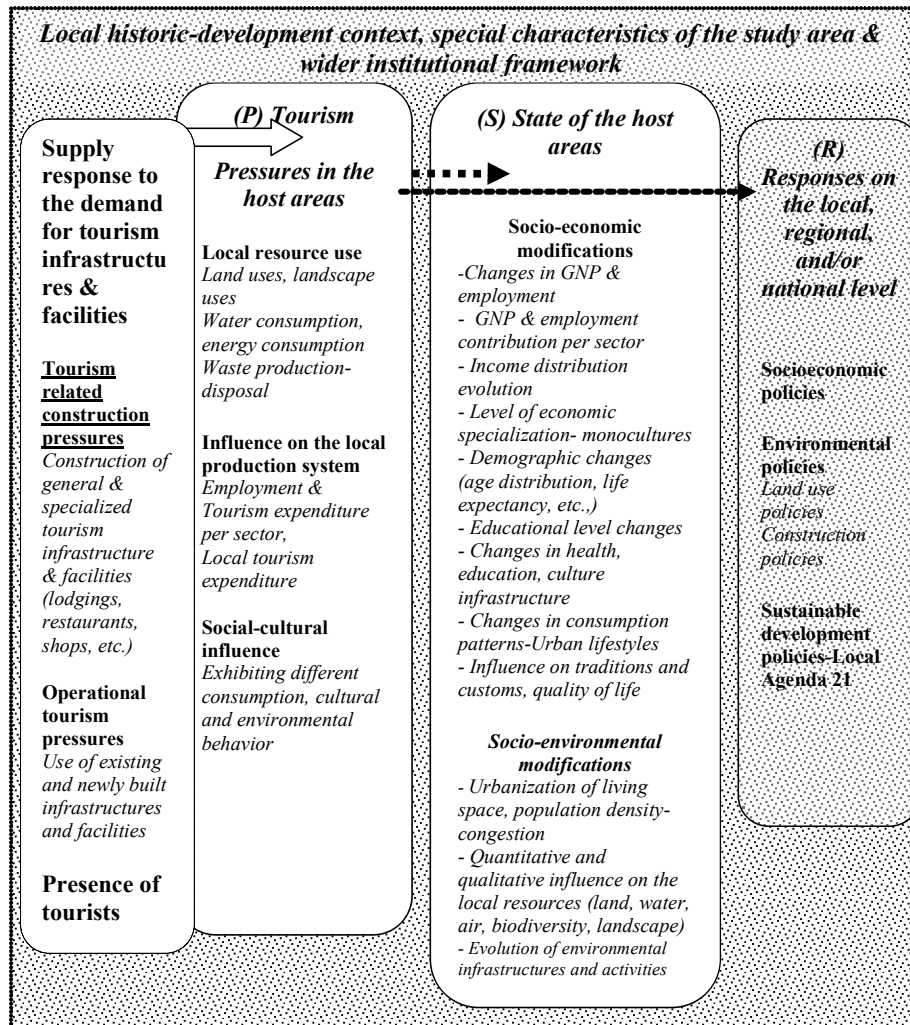 Local historic-development context, special characteristics of the study area &
wider institutional framework
Supply
response to
the demand
for tourism
infrastructu
res &
facilities
Tourism
related
construction
pressures
Construction of
general &
specialized
tourism
infrastructure
& facilities
(lodgings,
restaurants,
shops, etc.)
Operational
tourism
pressures
Use of existing
and newly built
infrastructures
and facilities
Presence of
tourists
(P) Tourism
Pressures in the
host areas
Local resource use
Land uses, landscape
uses
Water consumption,
energy consumption
Waste production-
disposal
Influence on the local
production system
Employment &
Tourism expenditure
per sector,
Local tourism
expenditure
Social-cultural
influence
Exhibiting different
consumption, cultural
and environmental
behavior
(S) State of the host
areas
Socio-economic
modifications
-Changes in GNP &
employment
- GNP & employment
contribution per sector
- Income distribution
evolution
- Level of economic
specialization- monocultures
- Demographic changes
(age distribution, life
expectancy, etc.,)
- Educational level changes
- Changes in health,
education, culture
infrastructure
- Changes in consumption
patterns-Urban lifestyles
- Influence on traditions and
customs, quality of life
Socio-environmental
modifications
- Urbanization of living
space, population density-
congestion
- Quantitative and
qualitative influence on the
local resources (land, water,
air, biodiversity, landscape)
- Evolution of environmental
infrastructures and activities
(R)
Responses on
the local,
regional,
and/or
national level
Socioeconomic
policies
Environmental
policies
Land use
policies
Construction
policies
Sustainable
development
policies-Local
Agenda 21